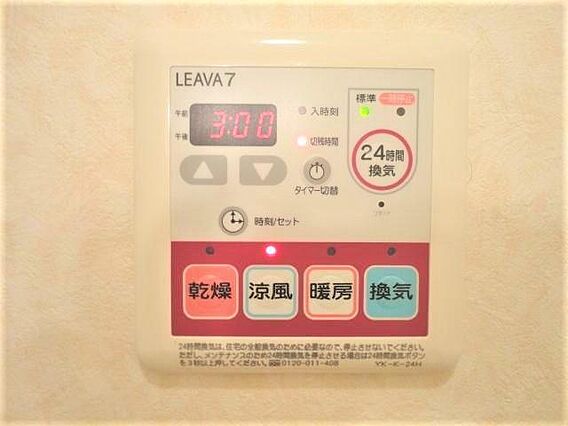 LEAVA7
標準 一時停止
午前
3:00
入時刻
午後
切残時間
24時間
換気
タイマー切替
リセット
時刻/セット
乾燥 涼風 暖房 換気
24時間換気は、住宅の全般換気のために必要なので、停止させないでください。
ただし、メンテナンスのため24時間換気を停止させる場合は24時間換気ボタン
を3秒以上押してください。 0120-011-408 YK-K-24H